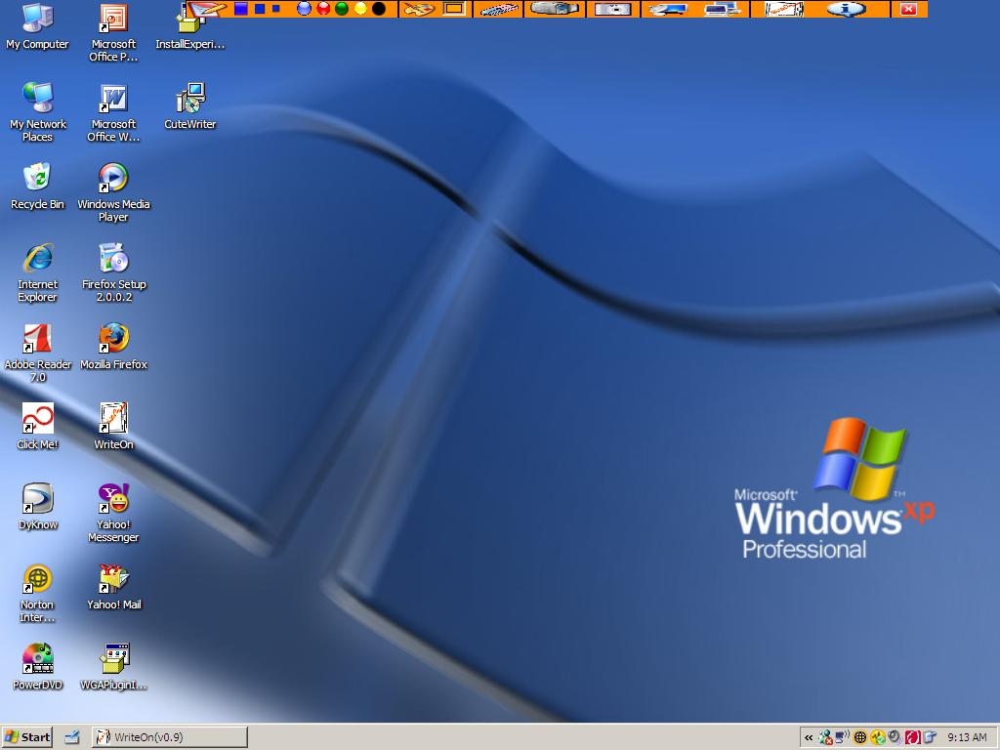 My Computer
Microsoft
Office P...
InstallExperi...
My Network
Places
Microsoft
Office W...
CuteWriter
Recycle Bin
Windows Media
Player
Internet
Explorer
Firefox Setup
2.0.0.2
Adobe Reader
7.0
Mozilla Firefox
Click Me!
WriteOn
DyKnow
Yahoo!
Messenger
Norton
Inter...
Yahoo! Mail
PowerDVD
WGAPluginI...
Microsoft
Windows xp
Professional
Start
WriteOn(v0.9)
9:13 AM